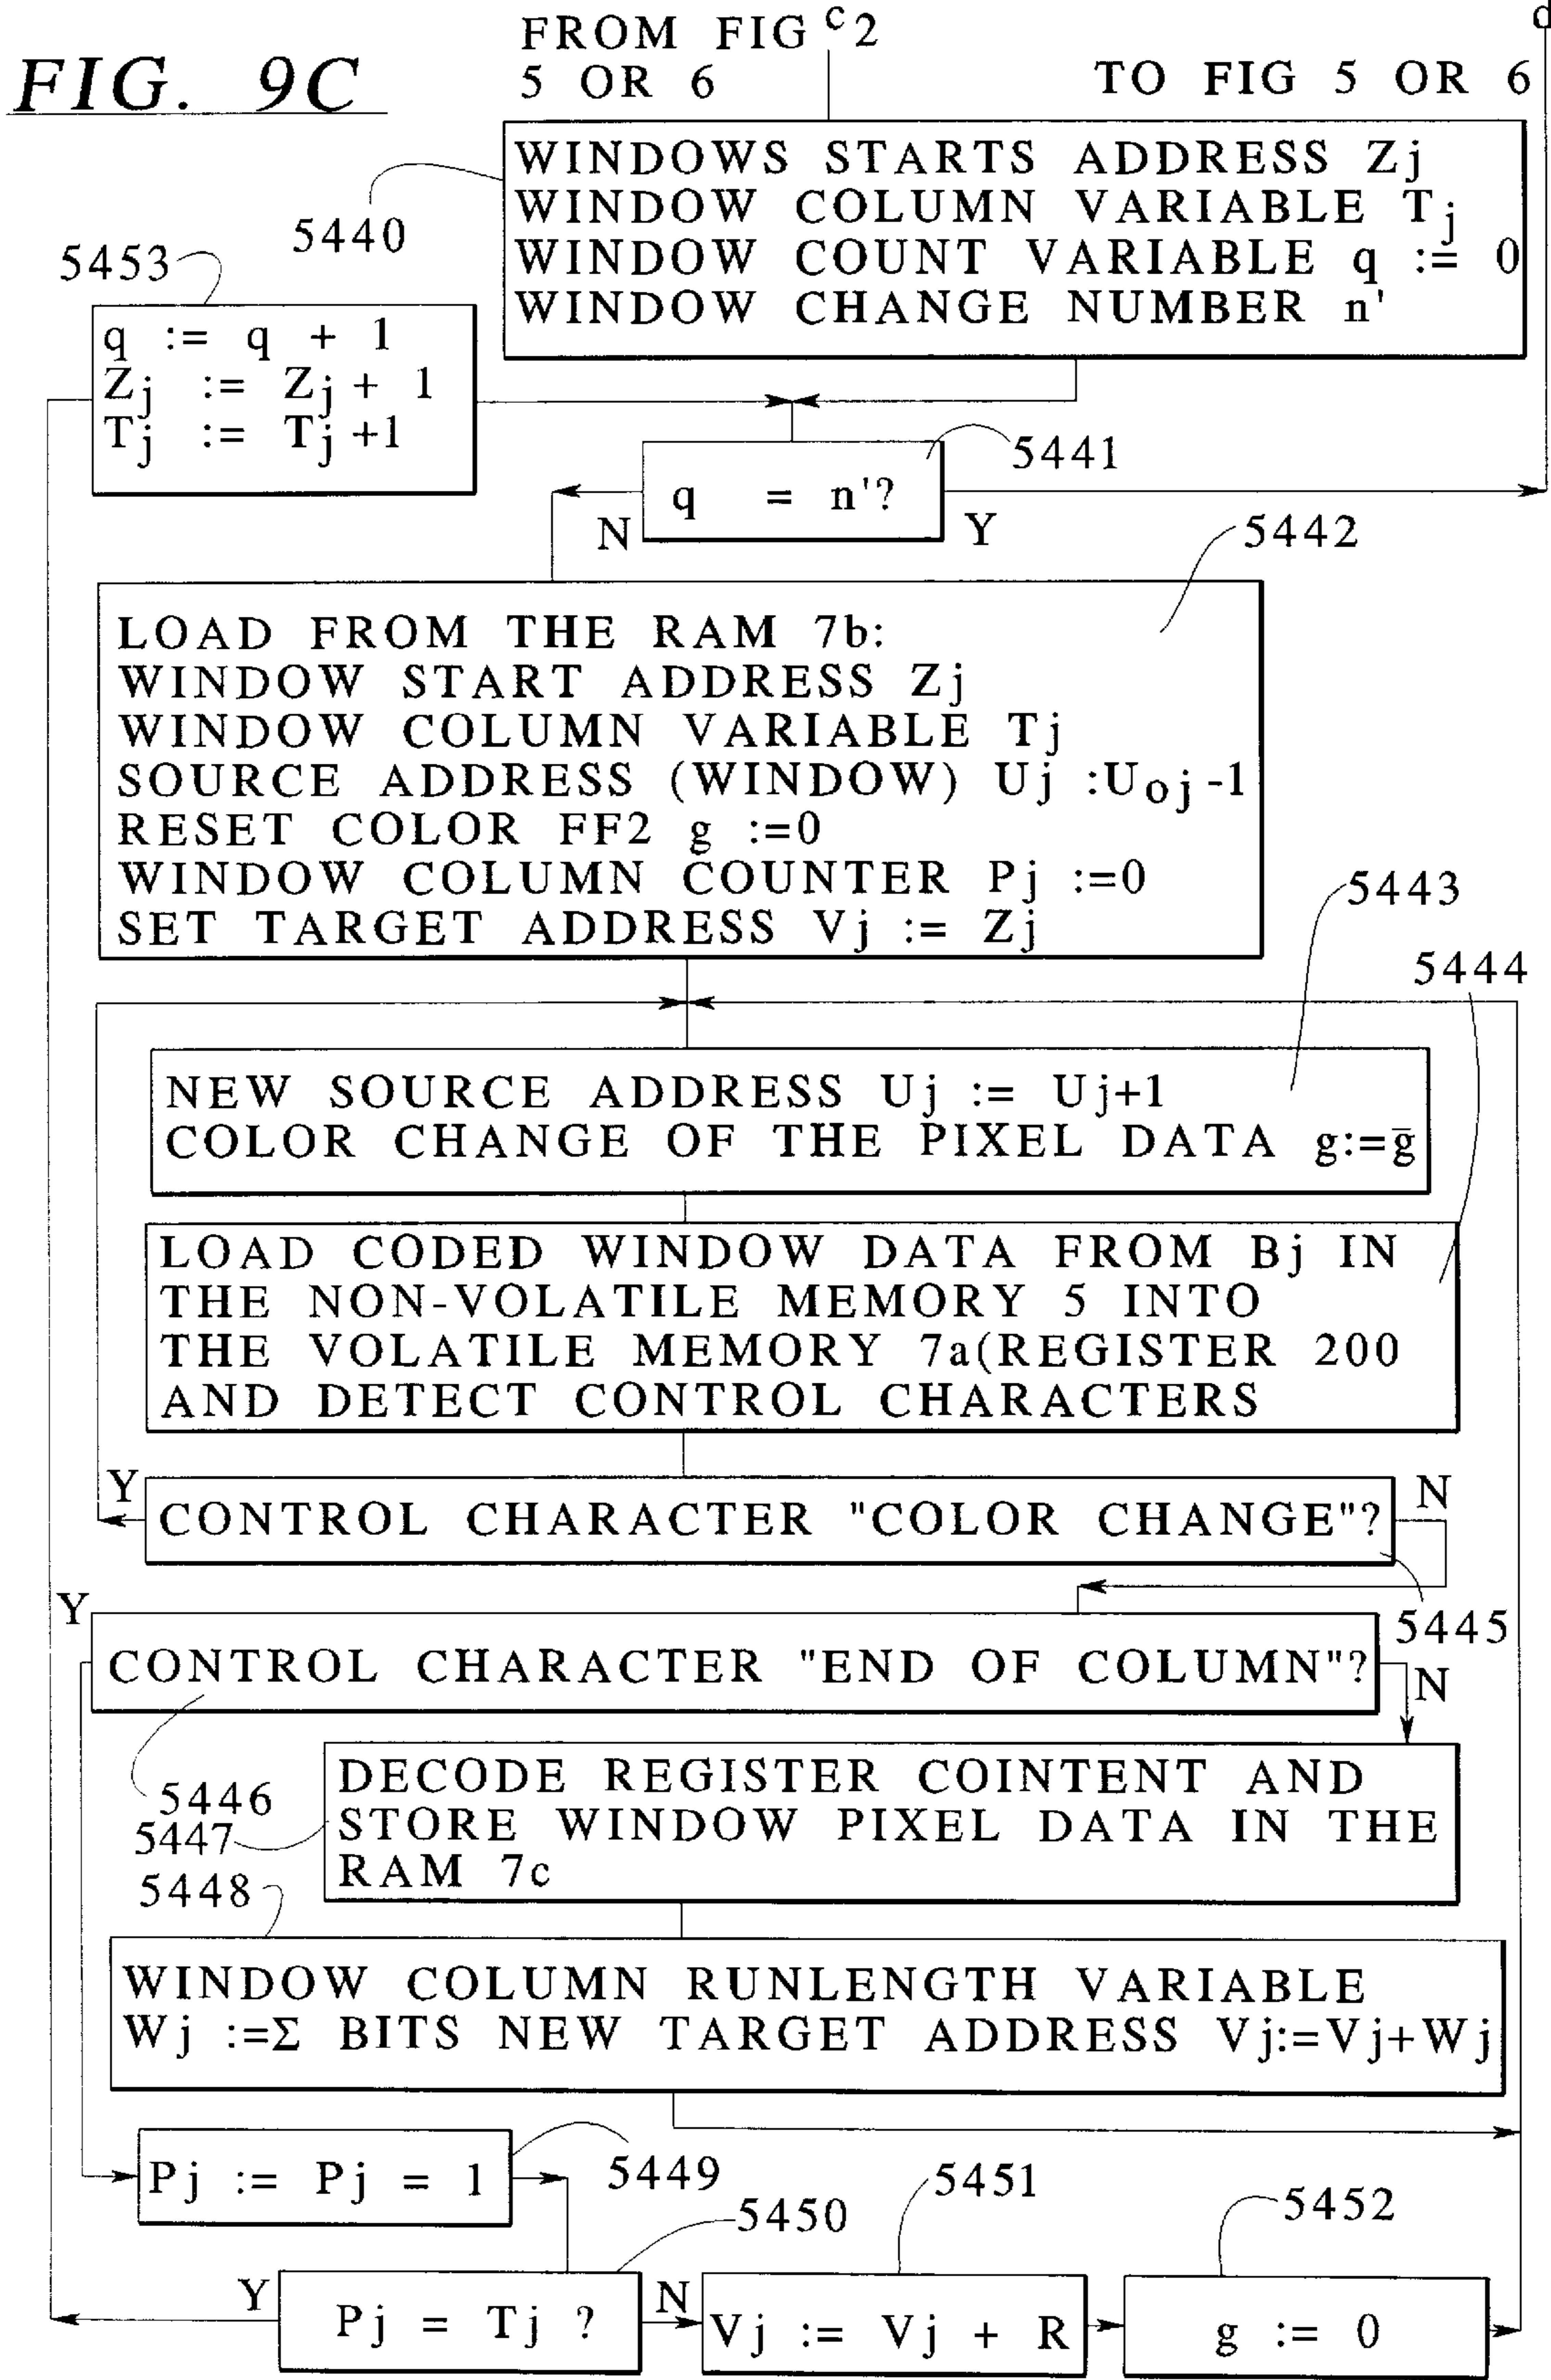 FIG. 9C
FROM FIG c2
5 OR 6
TO FIG 5 OR 6
d
WINDOWS STARTS ADDRESS Zj
WINDOW COLUMN VARIABLE Tj
WINDOW COUNT VARIABLE q := 0
WINDOW CHANGE NUMBER n'
5440
5453
q := q + 1
Zj := Zj + 1
Tj := Tj +1
q = n'?
5441
N
Y
5442
LOAD FROM THE RAM 7b:
WINDOW START ADDRESS Zj
WINDOW COLUMN VARIABLE Tj
SOURCE ADDRESS (WINDOW) Uj :Uoj-1
RESET COLOR FF2 g :=0
WINDOW COLUMN COUNTER Pj :=0
SET TARGET ADDRESS Vj := Zj
5443
5444
NEW SOURCE ADDRESS Uj := Uj+1
COLOR CHANGE OF THE PIXEL DATA g:=g̅
LOAD CODED WINDOW DATA FROM Bj IN
THE NON-VOLATILE MEMORY 5 INTO
THE VOLATILE MEMORY 7a(REGISTER 200
AND DETECT CONTROL CHARACTERS
Y
CONTROL CHARACTER "COLOR CHANGE"?
N
5445
Y
CONTROL CHARACTER "END OF COLUMN"?
N
5446
5447
DECODE REGISTER COINTENT AND
STORE WINDOW PIXEL DATA IN THE
RAM 7c
5448
WINDOW COLUMN RUNLENGTH VARIABLE
Wj :=Σ BITS NEW TARGET ADDRESS Vj:=Vj+Wj
Pj := Pj = 1
5449
5450
5451
5452
Y
Pj = Tj ?
N
Vj := Vj + R
g := 0